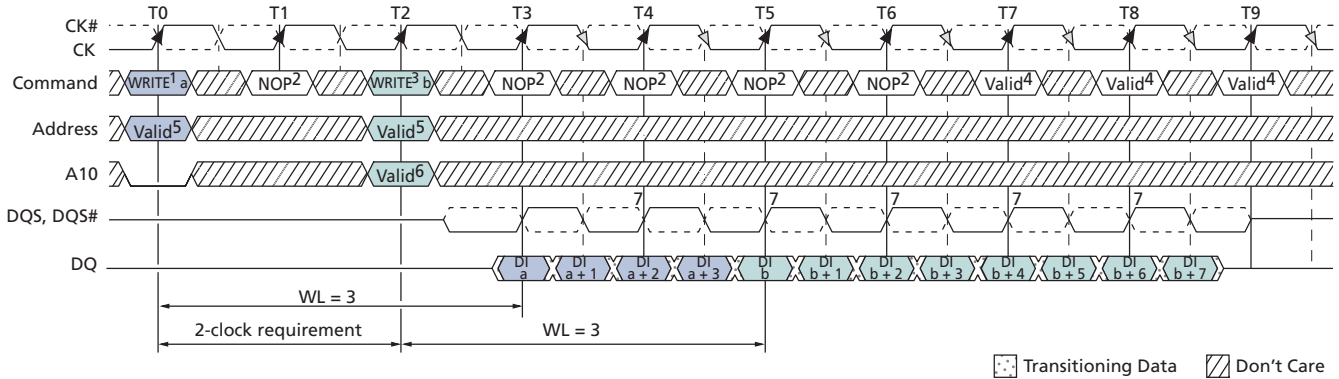 T0 T1 T2 T3 T4 T5 T6 T7 T8 T9
CK#
CK
Command WRITE1 a NOP2 WRITE3 b NOP2 NOP2 NOP2 NOP2 Valid4 Valid4 Valid4
Address Valid5 Valid5
A10 Valid6
DQS, DQS# 7 7 7 7 7
DQ DI a DI a + 1 DI a + 2 DI a + 3 DI b DI b + 1 DI b + 2 DI b + 3 DI b + 4 DI b + 5 DI b + 6 DI b + 7
WL = 3
2-clock requirement WL = 3
Transitioning Data Don't Care